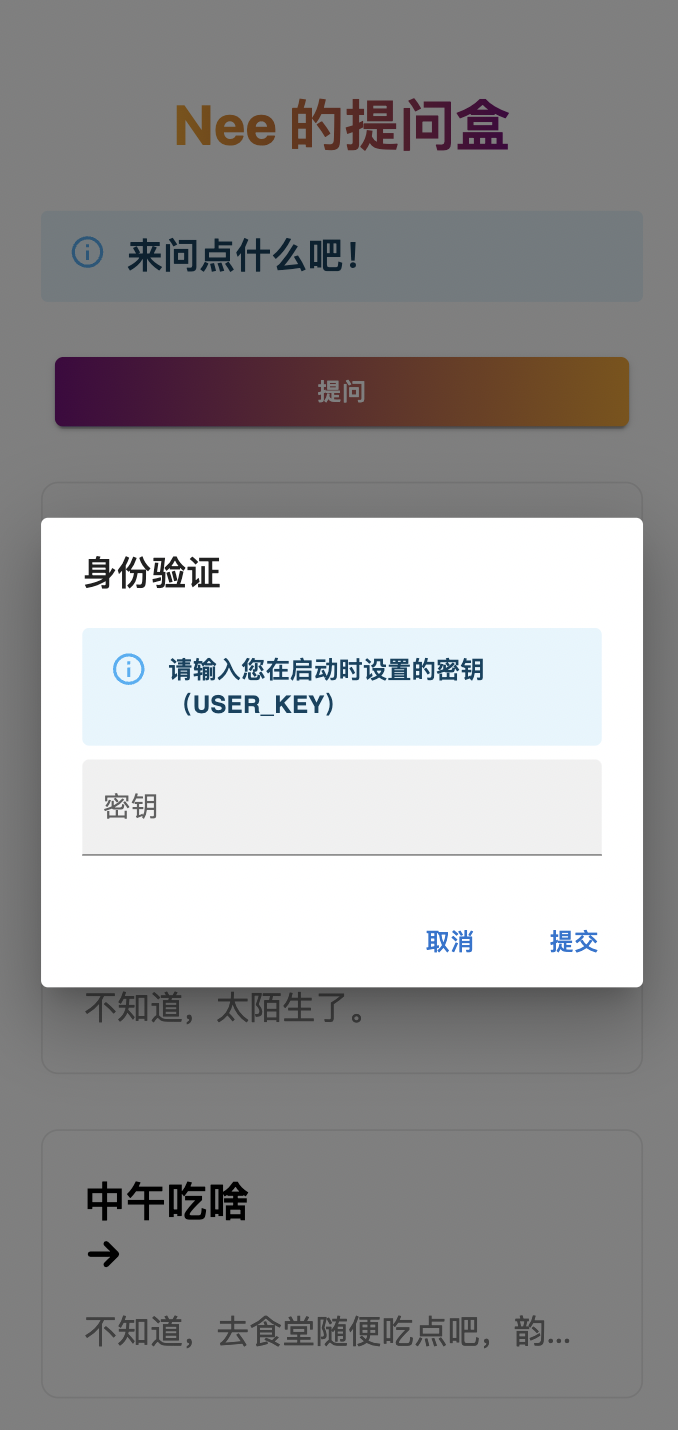 Nee 的提问盒
来问点什么吧！
提问
身份验证
请输入您在启动时设置的密钥
（USER_KEY）
密钥
取消
提交
不知道，太陌生了。
中午吃啥
→
不知道，去食堂随便吃点吧，韵...